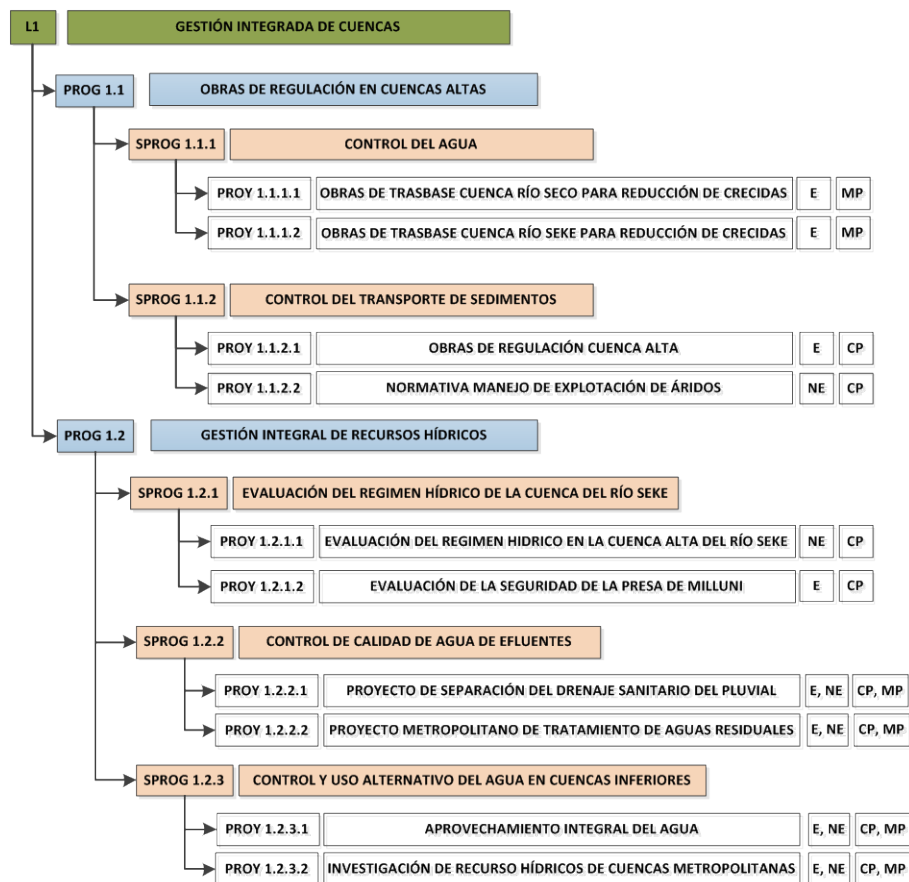 L1 GESTIÓN INTEGRADA DE CUENCAS
PROG 1.1 OBRAS DE REGULACIÓN EN CUENCAS ALTAS
SPROG 1.1.1 CONTROL DEL AGUA
PROY 1.1.1.1 OBRAS DE TRASBASE CUENCA RÍO SECO PARA REDUCCIÓN DE CRECIDAS E MP
PROY 1.1.1.2 OBRAS DE TRASBASE CUENCA RÍO SEKE PARA REDUCCIÓN DE CRECIDAS E MP
SPROG 1.1.2 CONTROL DEL TRANSPORTE DE SEDIMENTOS
PROY 1.1.2.1 OBRAS DE REGULACIÓN CUENCA ALTA E CP
PROY 1.1.2.2 NORMATIVA MANEJO DE EXPLOTACIÓN DE ÁRIDOS NE CP
PROG 1.2 GESTIÓN INTEGRAL DE RECURSOS HÍDRICOS
SPROG 1.2.1 EVALUACIÓN DEL REGIMEN HÍDRICO DE LA CUENCA DEL RÍO SEKE
PROY 1.2.1.1 EVALUACIÓN DEL REGIMEN HIDRICO EN LA CUENCA ALTA DEL RÍO SEKE NE CP
PROY 1.2.1.2 EVALUACIÓN DE LA SEGURIDAD DE LA PRESA DE MILLUNI E CP
SPROG 1.2.2 CONTROL DE CALIDAD DE AGUA DE EFLUENTES
PROY 1.2.2.1 PROYECTO DE SEPARACIÓN DEL DRENAJE SANITARIO DEL PLUVIAL E, NE CP, MP
PROY 1.2.2.2 PROYECTO METROPOLITANO DE TRATAMIENTO DE AGUAS RESIDUALES E, NE CP, MP
SPROG 1.2.3 CONTROL Y USO ALTERNATIVO DEL AGUA EN CUENCAS INFERIORES
PROY 1.2.3.1 APROVECHAMIENTO INTEGRAL DEL AGUA E, NE CP, MP
PROY 1.2.3.2 INVESTIGACIÓN DE RECURSO HÍDRICOS DE CUENCAS METROPOLITANAS E, NE CP, MP